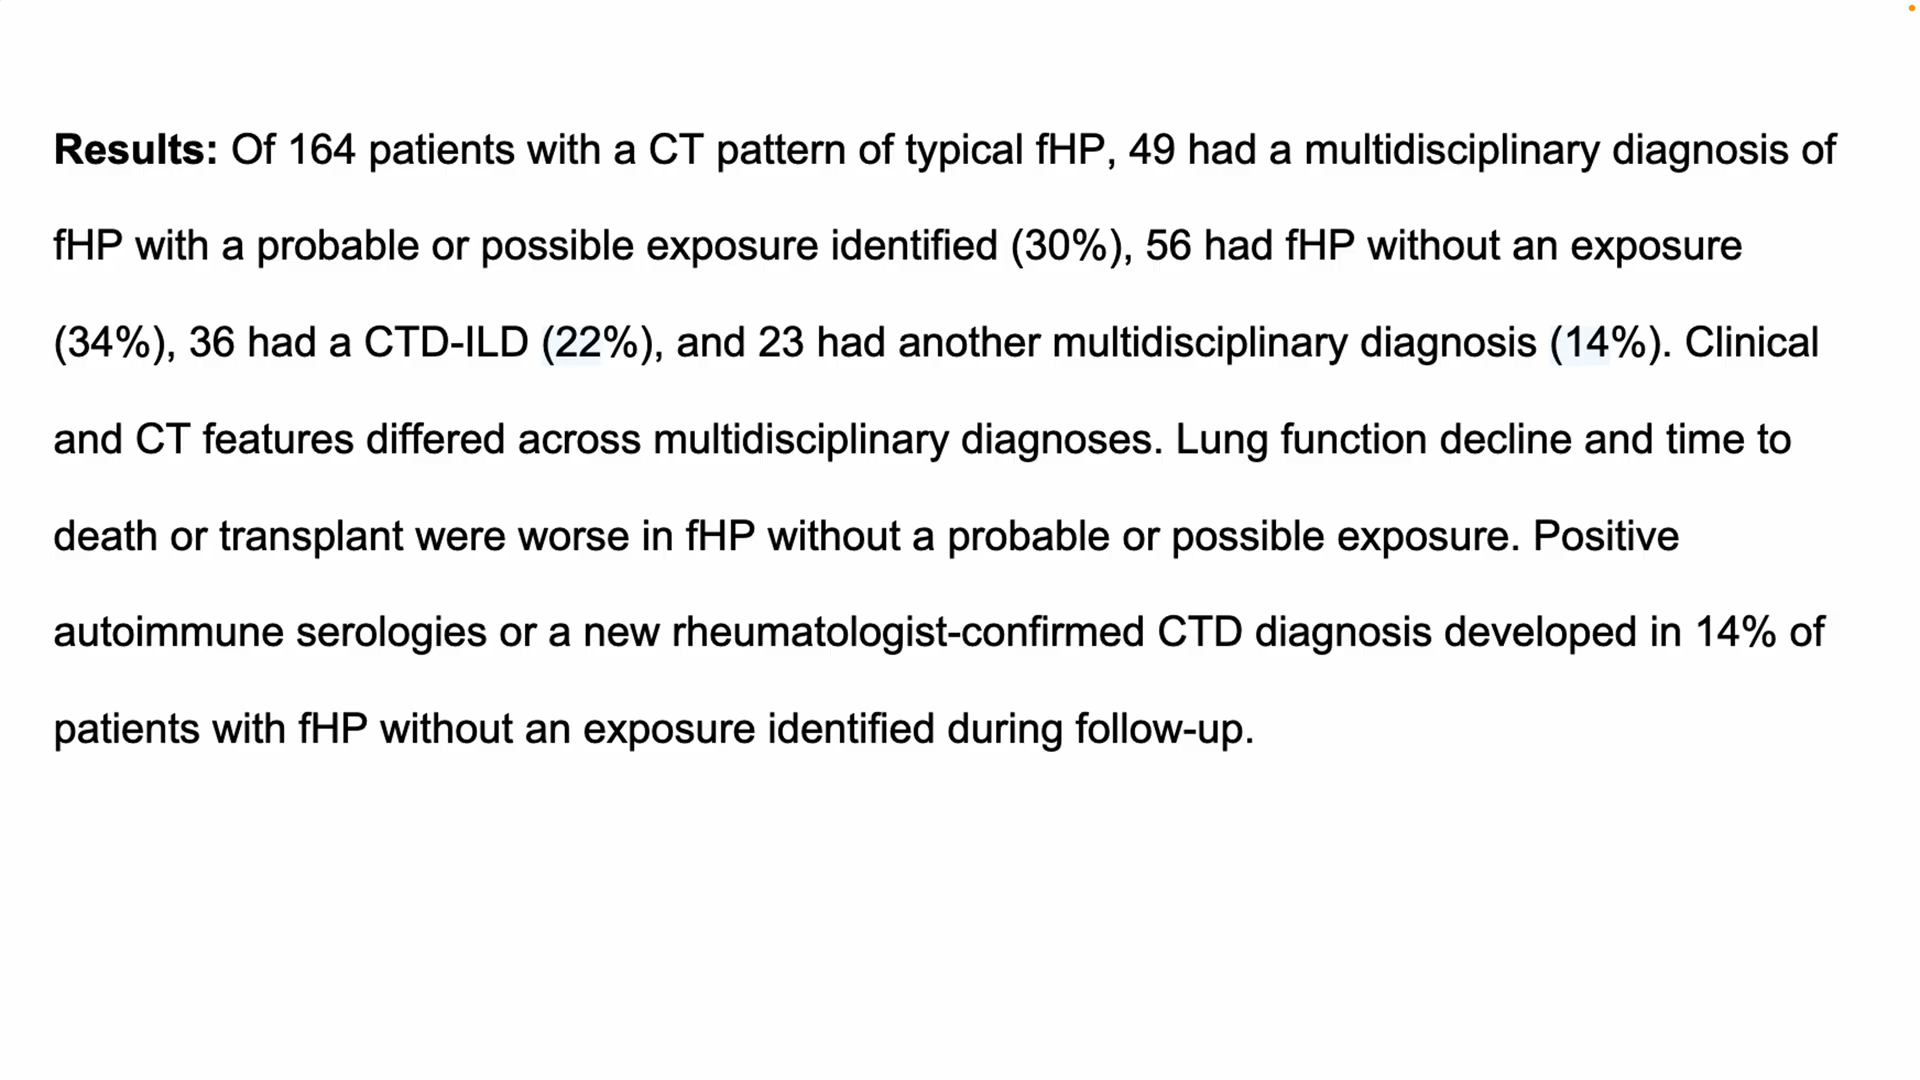 Results: Of 164 patients with a CT pattern of typical fHP, 49 had a multidisciplinary diagnosis of
fHP with a probable or possible exposure identified (30%), 56 had fHP without an exposure
(34%), 36 had a CTD-ILD (22%), and 23 had another multidisciplinary diagnosis (14%). Clinical
and CT features differed across multidisciplinary diagnoses. Lung function decline and time to
death or transplant were worse in fHP without a probable or possible exposure. Positive
autoimmune serologies or a new rheumatologist-confirmed CTD diagnosis developed in 14% of
patients with fHP without an exposure identified during follow-up.